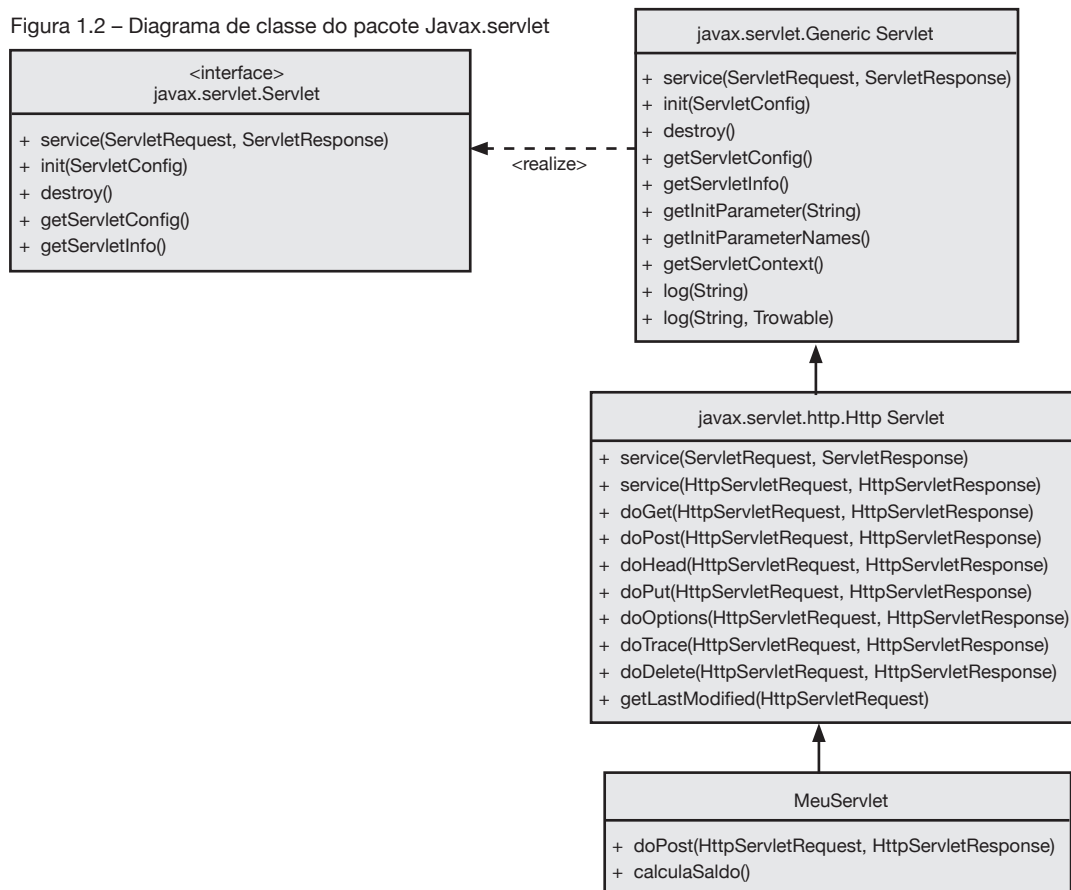 Figura 1.2 – Diagrama de classe do pacote Javax.servlet
<interface>
javax.servlet.Servlet
+ service(ServletRequest, ServletResponse)
+ init(ServletConfig)
+ destroy()
+ getServletConfig()
+ getServletInfo()
<realize>
javax.servlet.Generic Servlet
+ service(ServletRequest, ServletResponse)
+ init(ServletConfig)
+ destroy()
+ getServletConfig()
+ getServletInfo()
+ getInitParameter(String)
+ getInitParameterNames()
+ getServletContext()
+ log(String)
+ log(String, Trowable)
javax.servlet.http.Http Servlet
+ service(ServletRequest, ServletResponse)
+ service(HttpServletRequest, HttpServletResponse)
+ doGet(HttpServletRequest, HttpServletResponse)
+ doPost(HttpServletRequest, HttpServletResponse)
+ doHead(HttpServletRequest, HttpServletResponse)
+ doPut(HttpServletRequest, HttpServletResponse)
+ doOptions(HttpServletRequest, HttpServletResponse)
+ doTrace(HttpServletRequest, HttpServletResponse)
+ doDelete(HttpServletRequest, HttpServletResponse)
+ getLastModified(HttpServletRequest)
MeuServlet
+ doPost(HttpServletRequest, HttpServletResponse)
+ calculaSaldo()